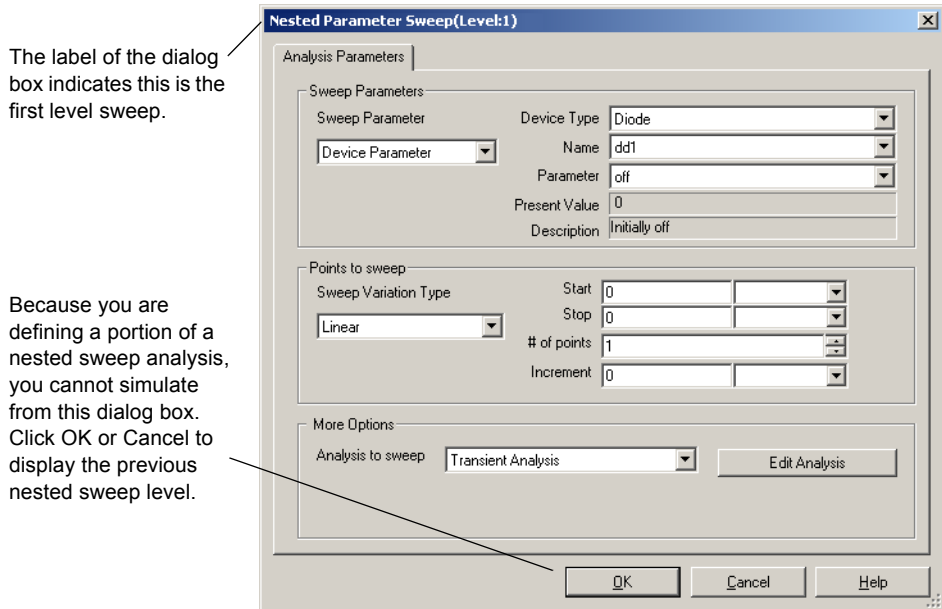 Nested Parameter Sweep(Level:1)
The label of the dialog
box indicates this is the
first level sweep.
Analysis Parameters
Sweep Parameters
Sweep Parameter
Device Parameter
Device Type Diode
Name dd1
Parameter off
Present Value 0
Description Initially off
Because you are
defining a portion of a
nested sweep analysis,
you cannot simulate
from this dialog box.
Click OK or Cancel to
display the previous
nested sweep level.
Points to sweep
Sweep Variation Type
Linear
Start 0
Stop 0
# of points 1
Increment 0
More Options
Analysis to sweep Transient Analysis Edit Analysis
OK Cancel Help